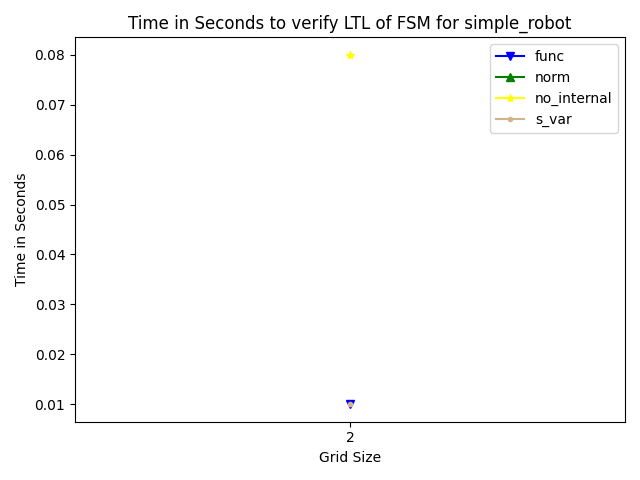 Time in Seconds to verify LTL of FSM for simple_robot
0.08
0.07
0.06
0.05
0.04
0.03
0.02
0.01
Time in Seconds
2
Grid Size
func
norm
no_internal
s_var